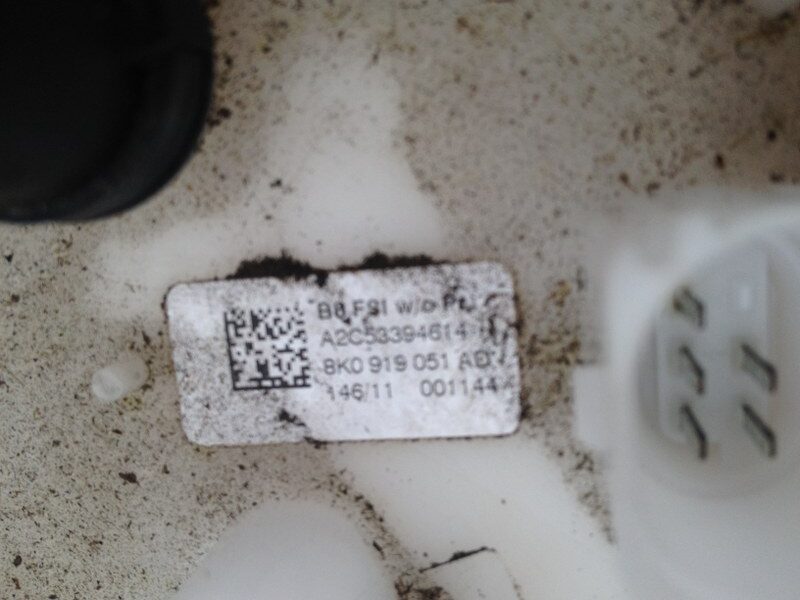 B8 FSI w/o
A2C53394614
8K0 919 051 AD
146/11 001144